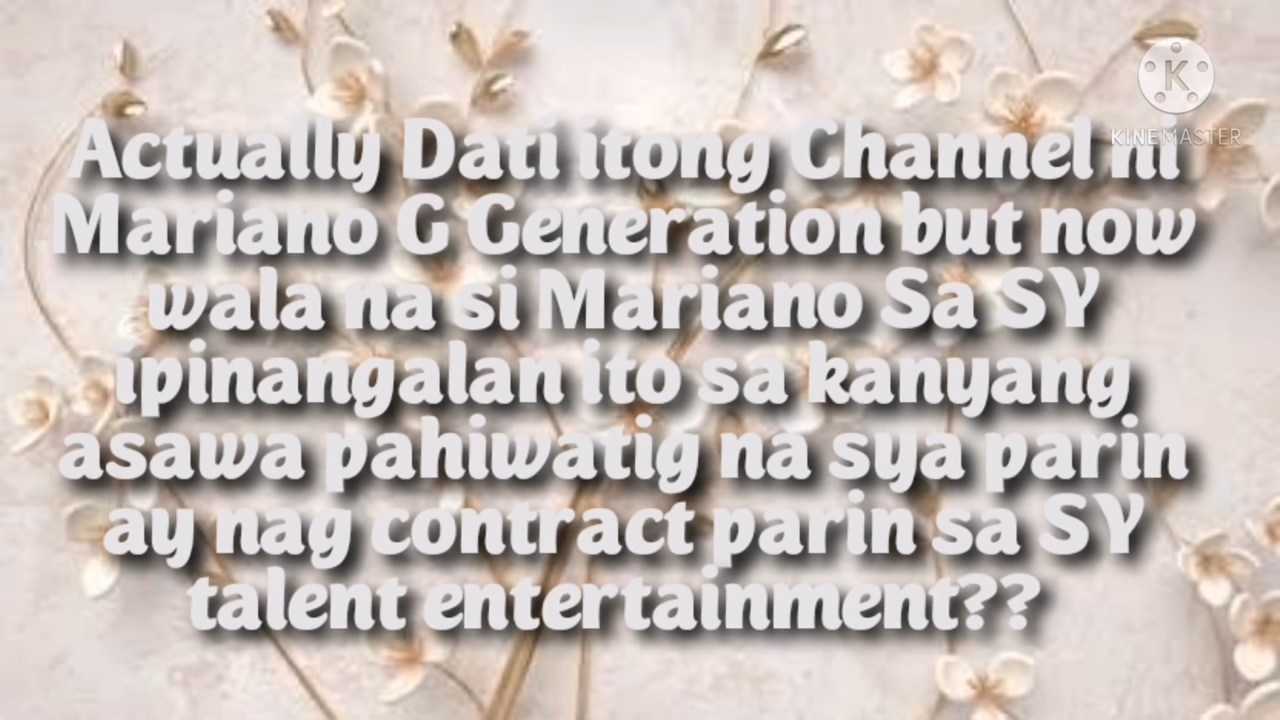 K
KINEMASTER
Actually Dati itong Channel ni
Mariano G Generation but now
wala na si Mariano Sa SY
ipinangalan ito sa kanyang
asawa pahiwatig na sya parin
ay nag contract parin sa SY
talent entertainment??